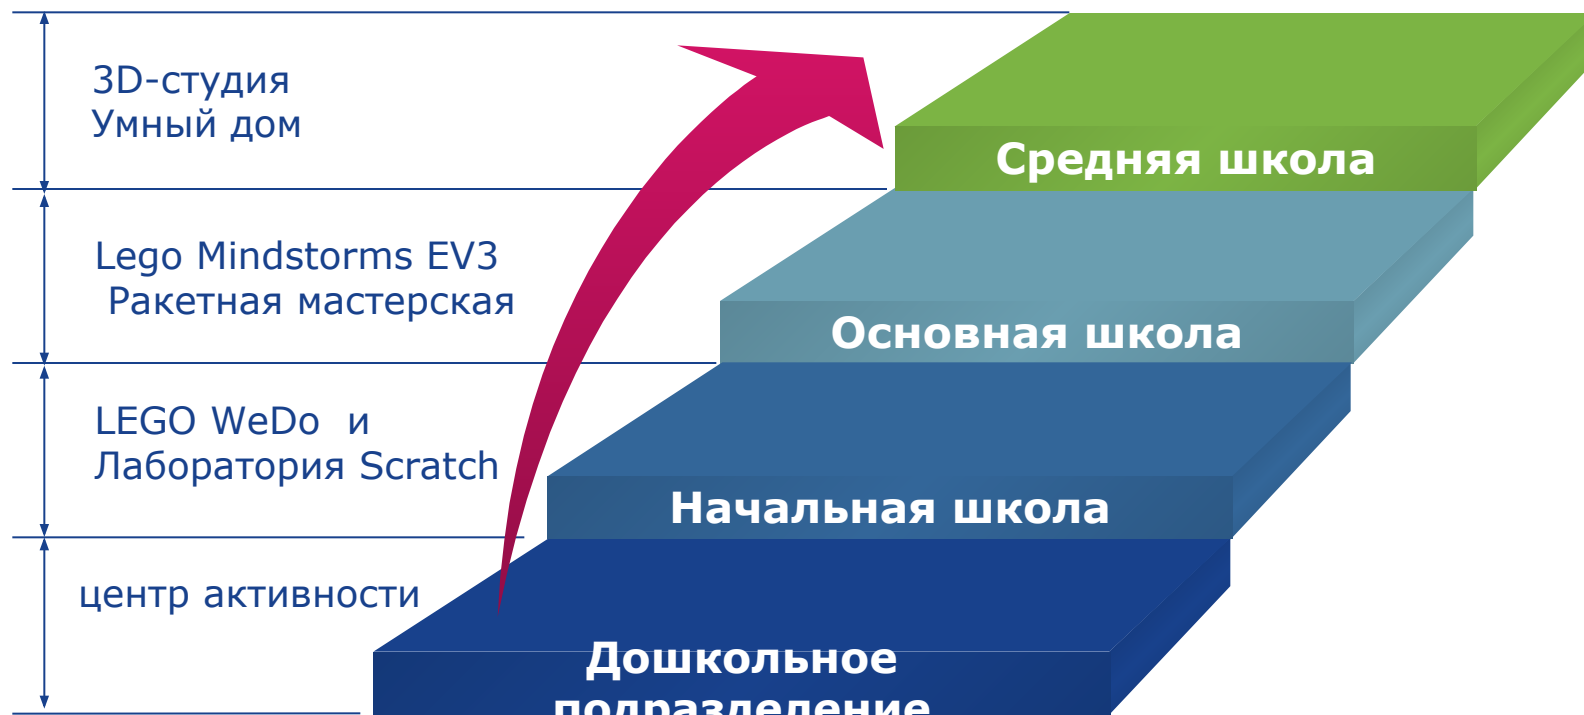 3D-студия
Умный дом
Средняя школа
Lego Mindstorms EV3
Ракетная мастерская
Основная школа
LEGO WeDo  и
Лаборатория Scratch
Начальная школа
центр активности
Дошкольное
подразделение